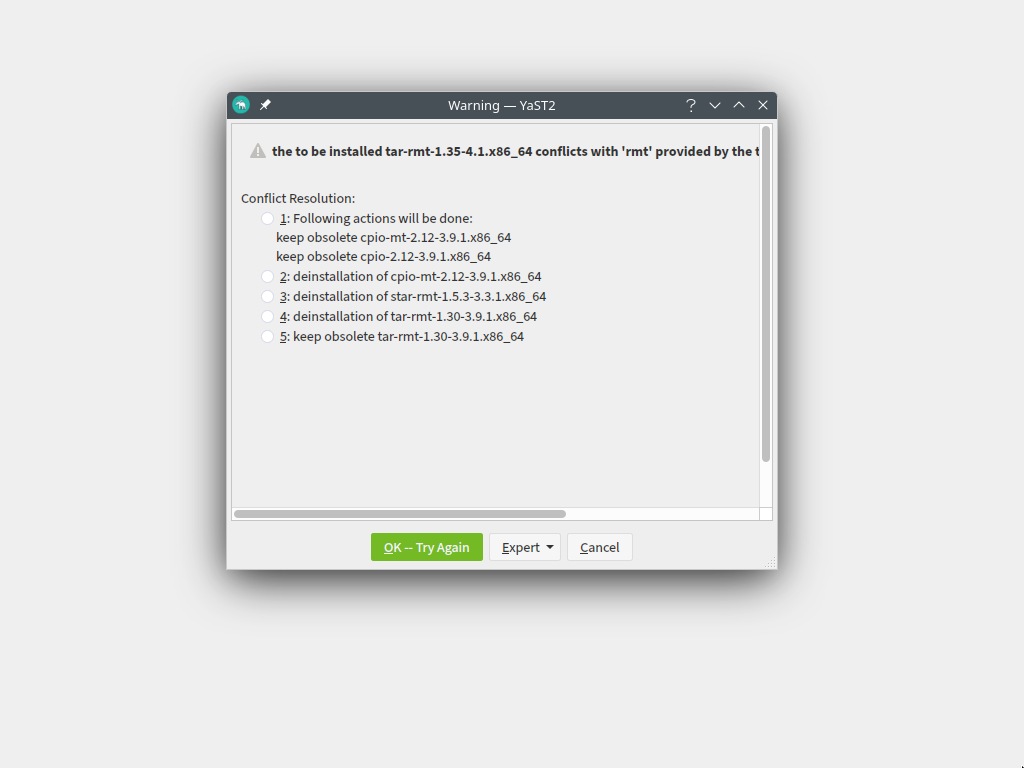 Warning — YaST2
the to be installed tar-rmt-1.35-4.1.x86_64 conflicts with 'rmt' provided by the t
Conflict Resolution:
1: Following actions will be done:
keep obsolete cpio-mt-2.12-3.9.1.x86_64
keep obsolete cpio-2.12-3.9.1.x86_64
2: deinstallation of cpio-mt-2.12-3.9.1.x86_64
3: deinstallation of star-rmt-1.5.3-3.3.1.x86_64
4: deinstallation of tar-rmt-1.30-3.9.1.x86_64
5: keep obsolete tar-rmt-1.30-3.9.1.x86_64
OK -- Try Again Expert Cancel